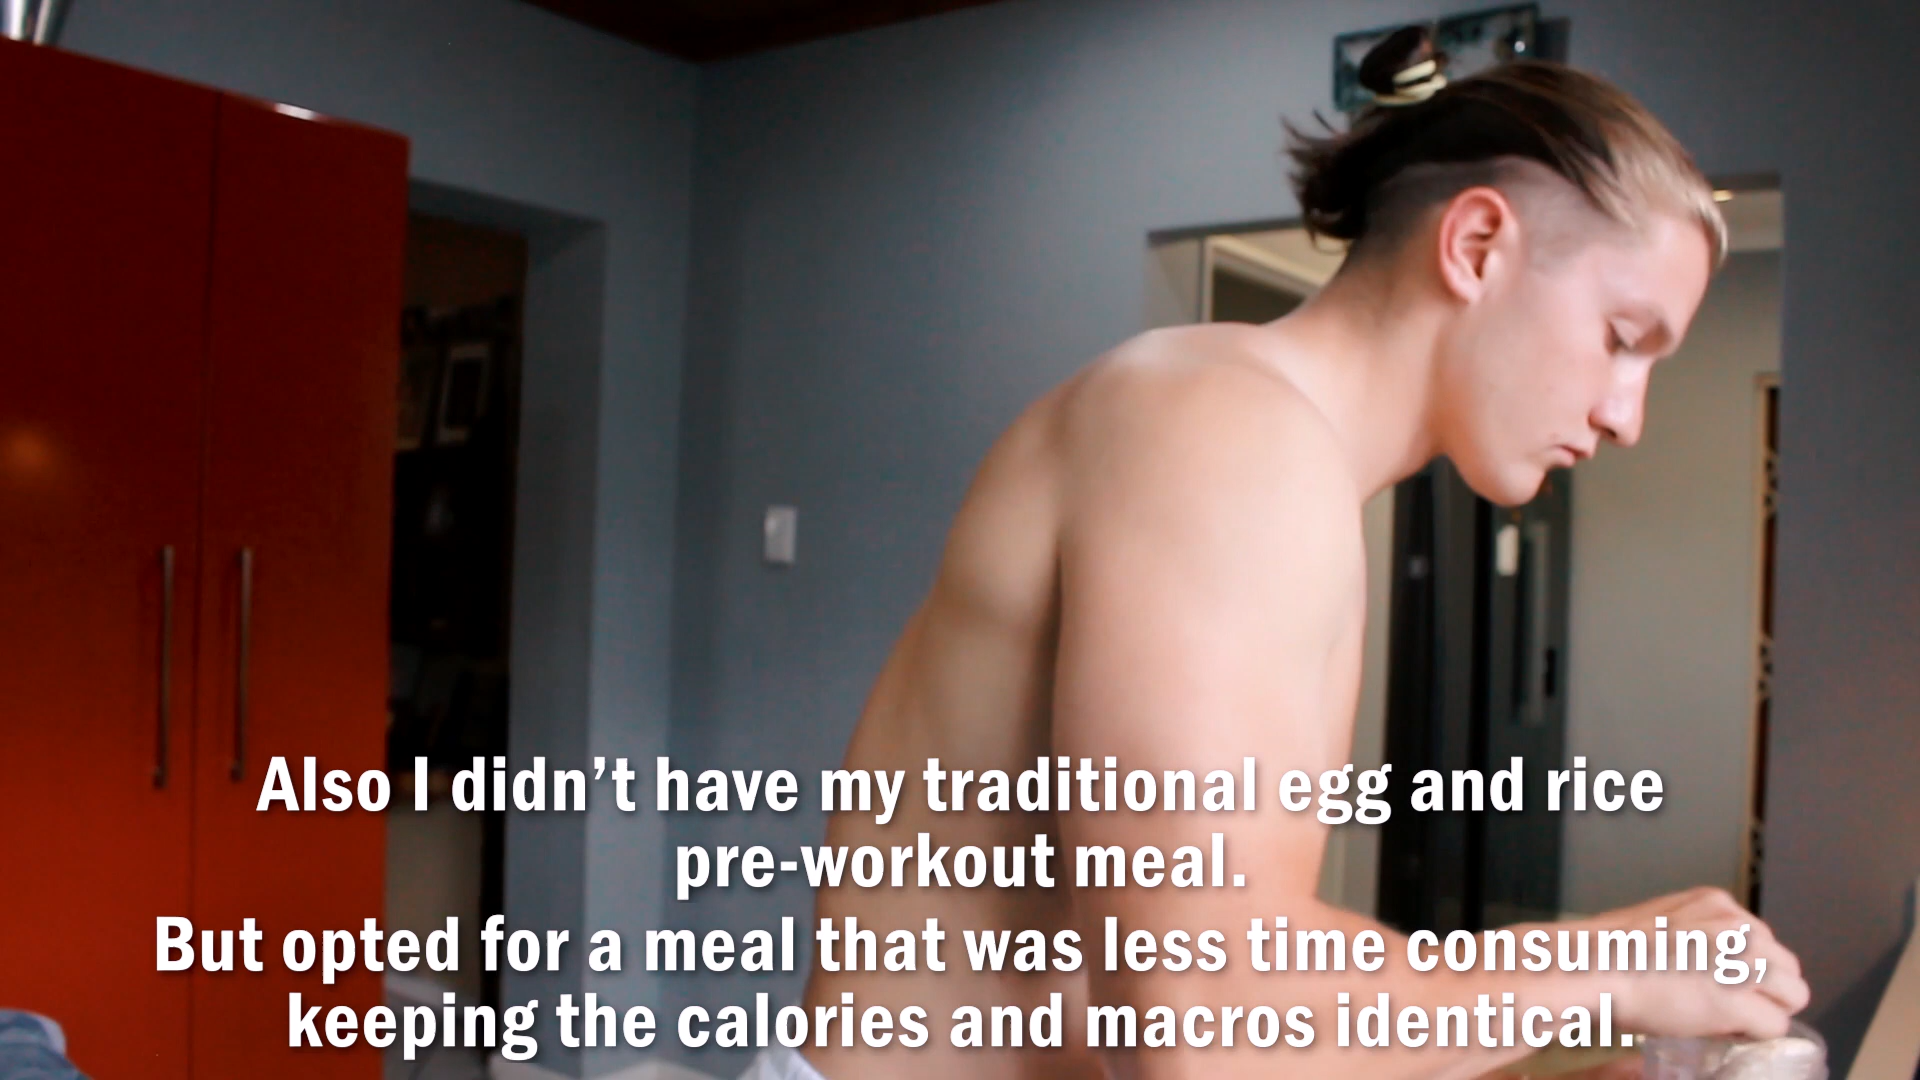 Also I didn’t have my traditional egg and rice
pre-workout meal.
But opted for a meal that was less time consuming,
keeping the calories and macros identical.